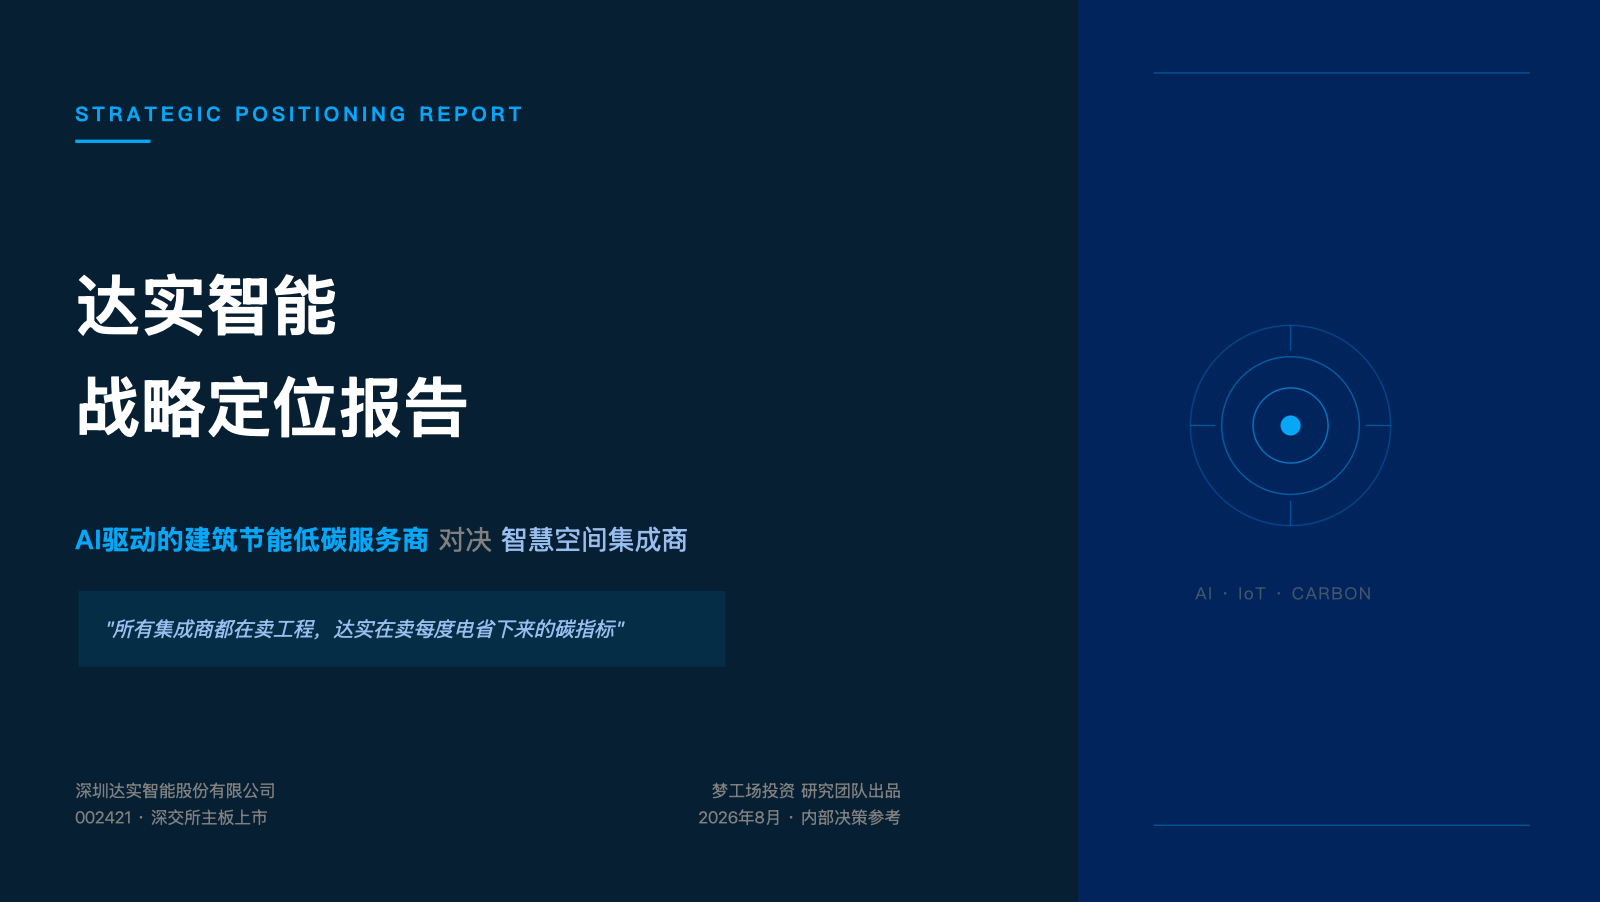 STRATEGIC POSITIONING REPORT
达实智能
战略定位报告
AI驱动的建筑节能低碳服务商 对决 智慧空间集成商
"所有集成商都在卖工程，达实在卖每度电省下来的碳指标"
AI · IoT · CARBON
深圳达实智能股份有限公司
002421 · 深交所主板上市
梦工场投资 研究团队出品
2026年8月 · 内部决策参考